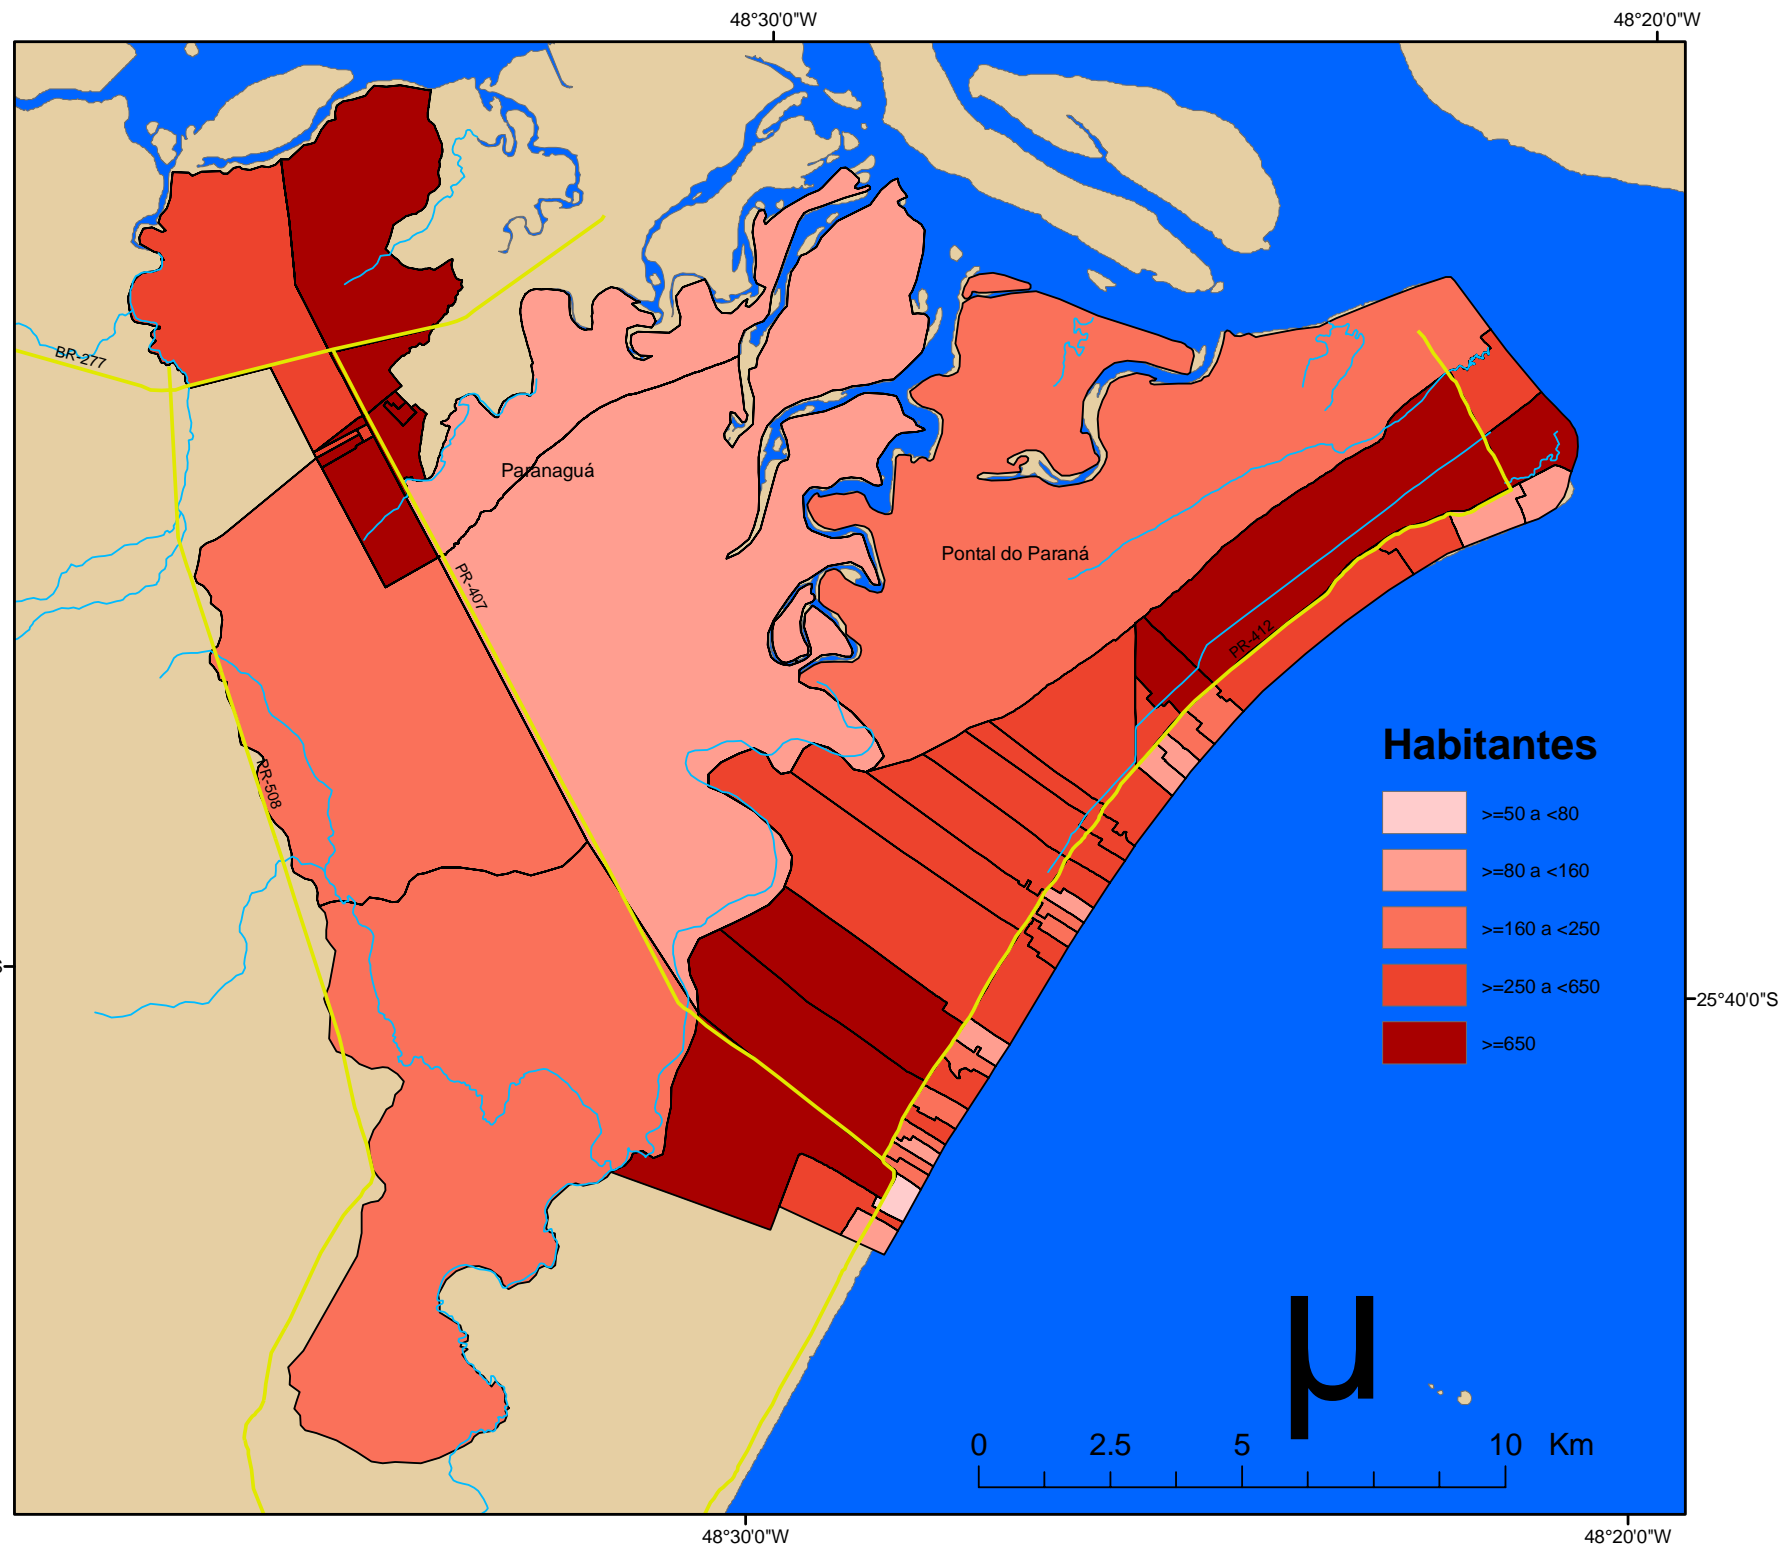 48°30'0"W
48°20'0"W
BR-277
Paranaguá
Pontal do Paraná
PR-407
PR-412
PR-508
Habitantes
>=50 a <80
>=80 a <160
>=160 a <250
>=250 a <650
>=650
25°40'0"S
µ
0 2.5 5 10 Km
48°30'0"W
48°20'0"W